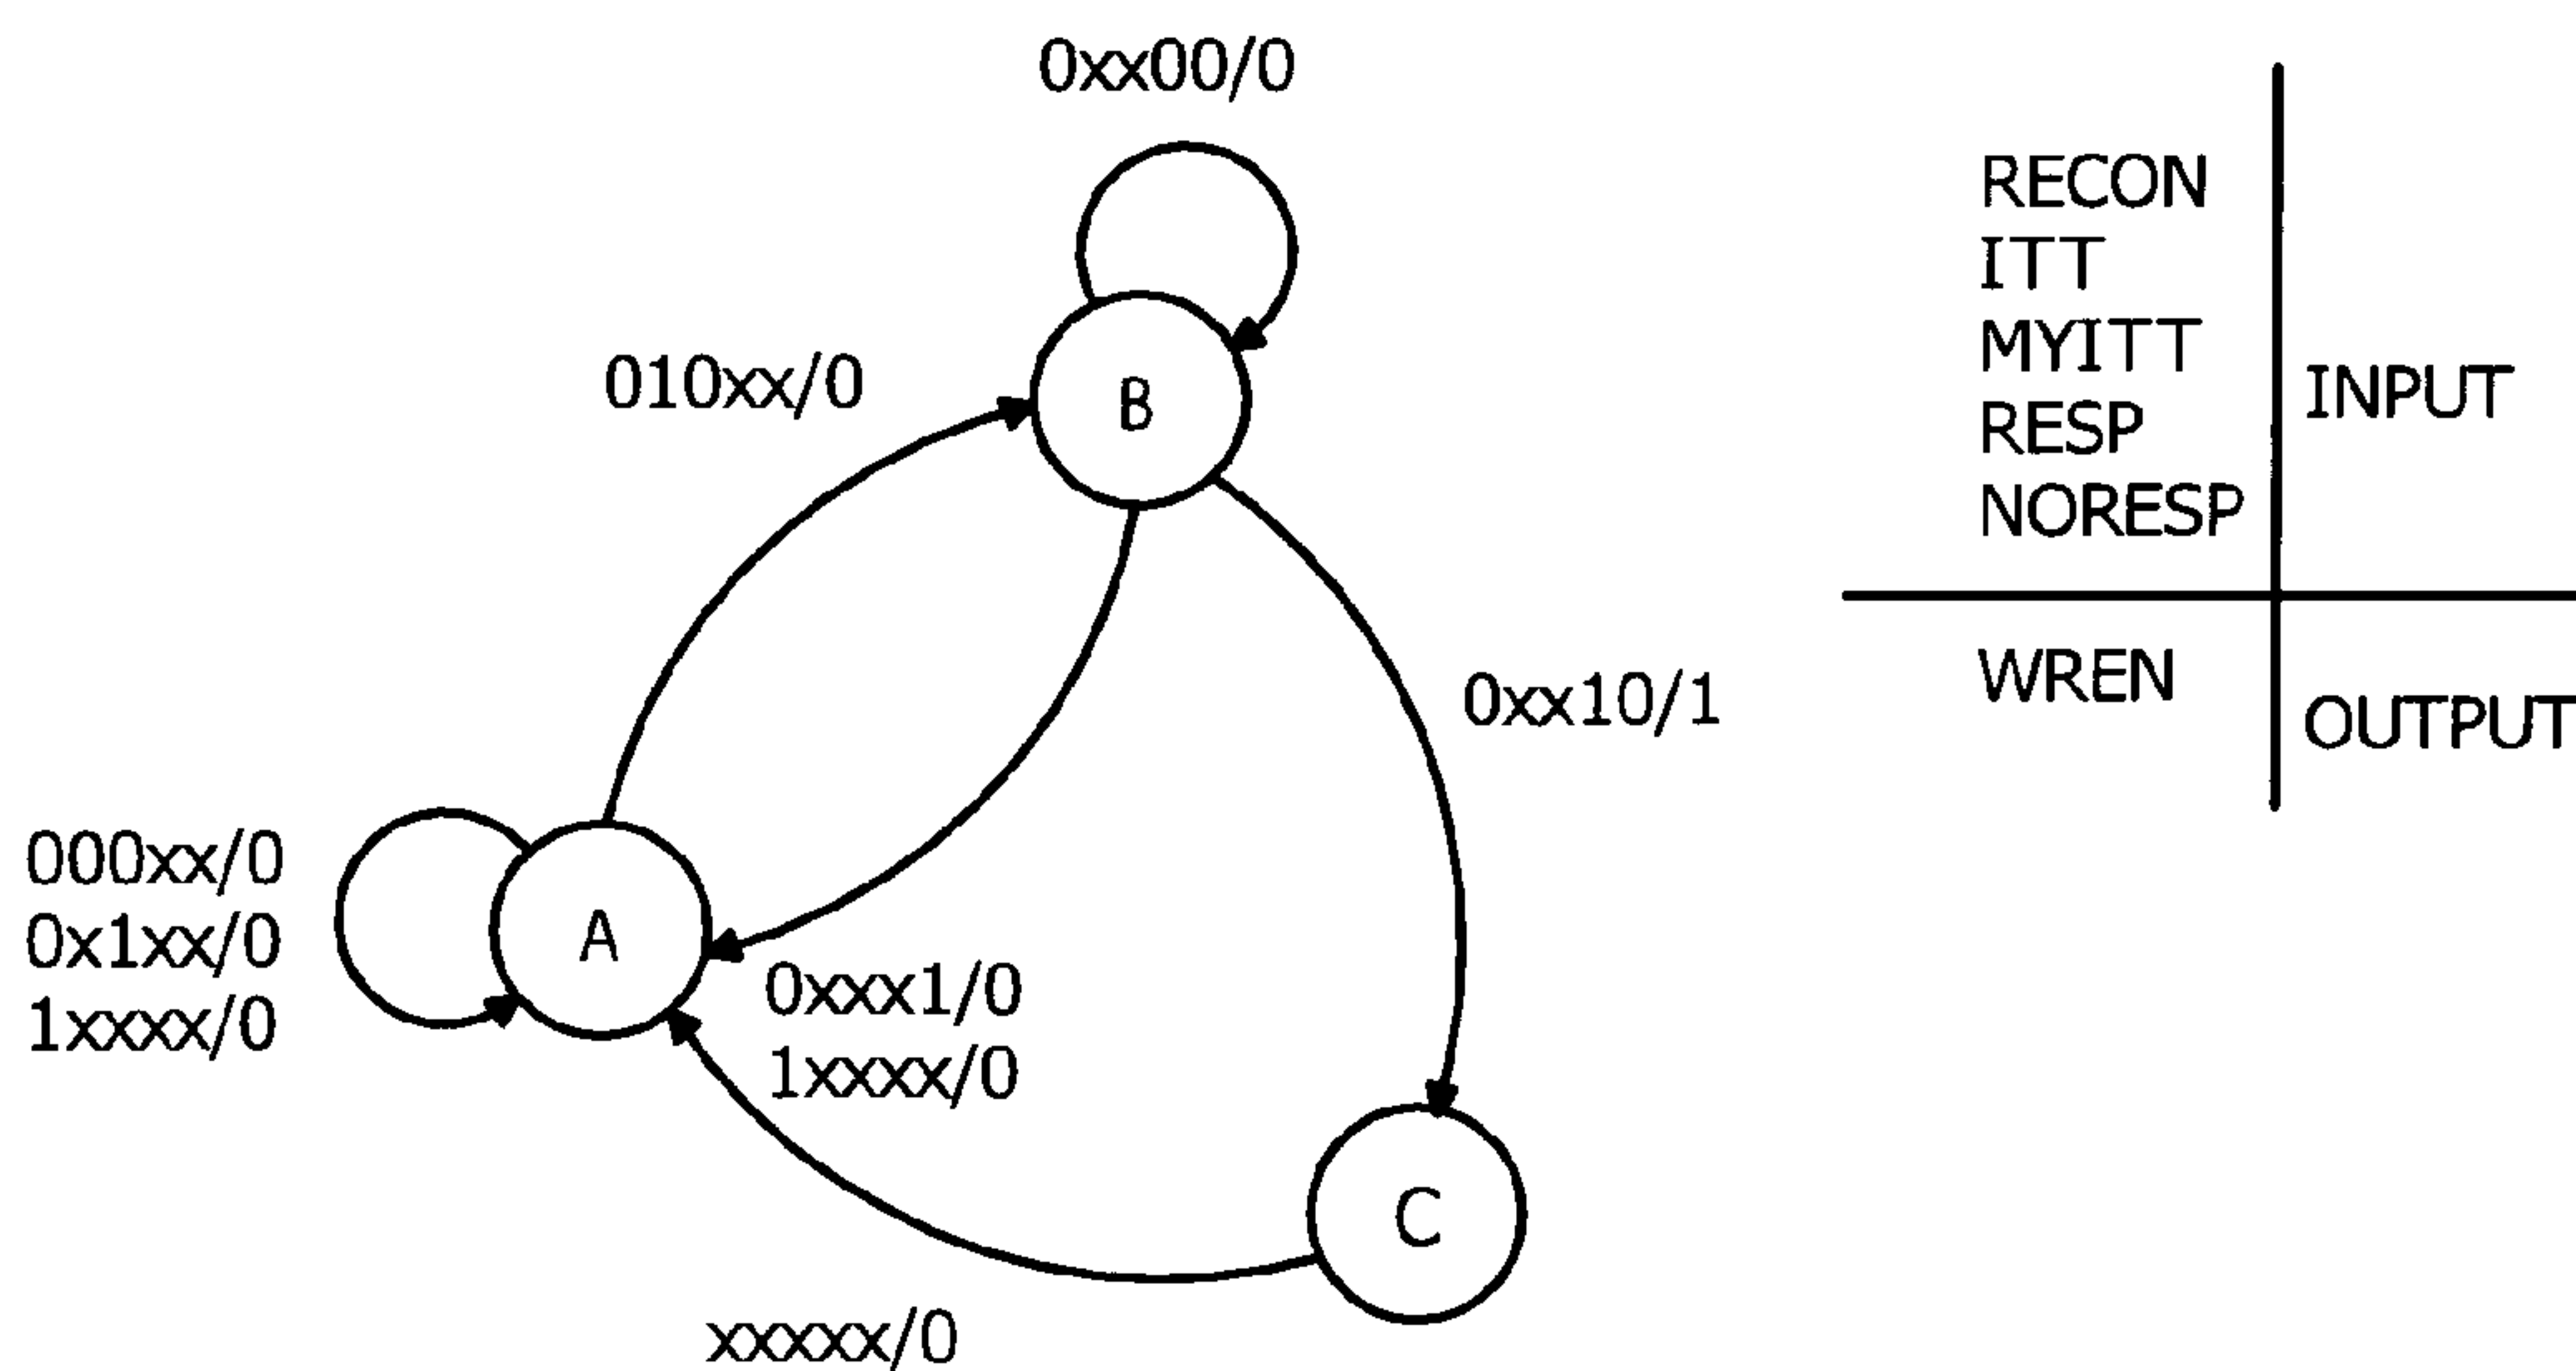 0xx00/0
010xx/0
B
0xx10/1
000xx/0
0x1xx/0
1xxxx/0
A
0xxx1/0
1xxxx/0
C
xxxxx/0
RECON
ITT
MYITT
RESP
NORESP
INPUT
WREN
OUTPUT